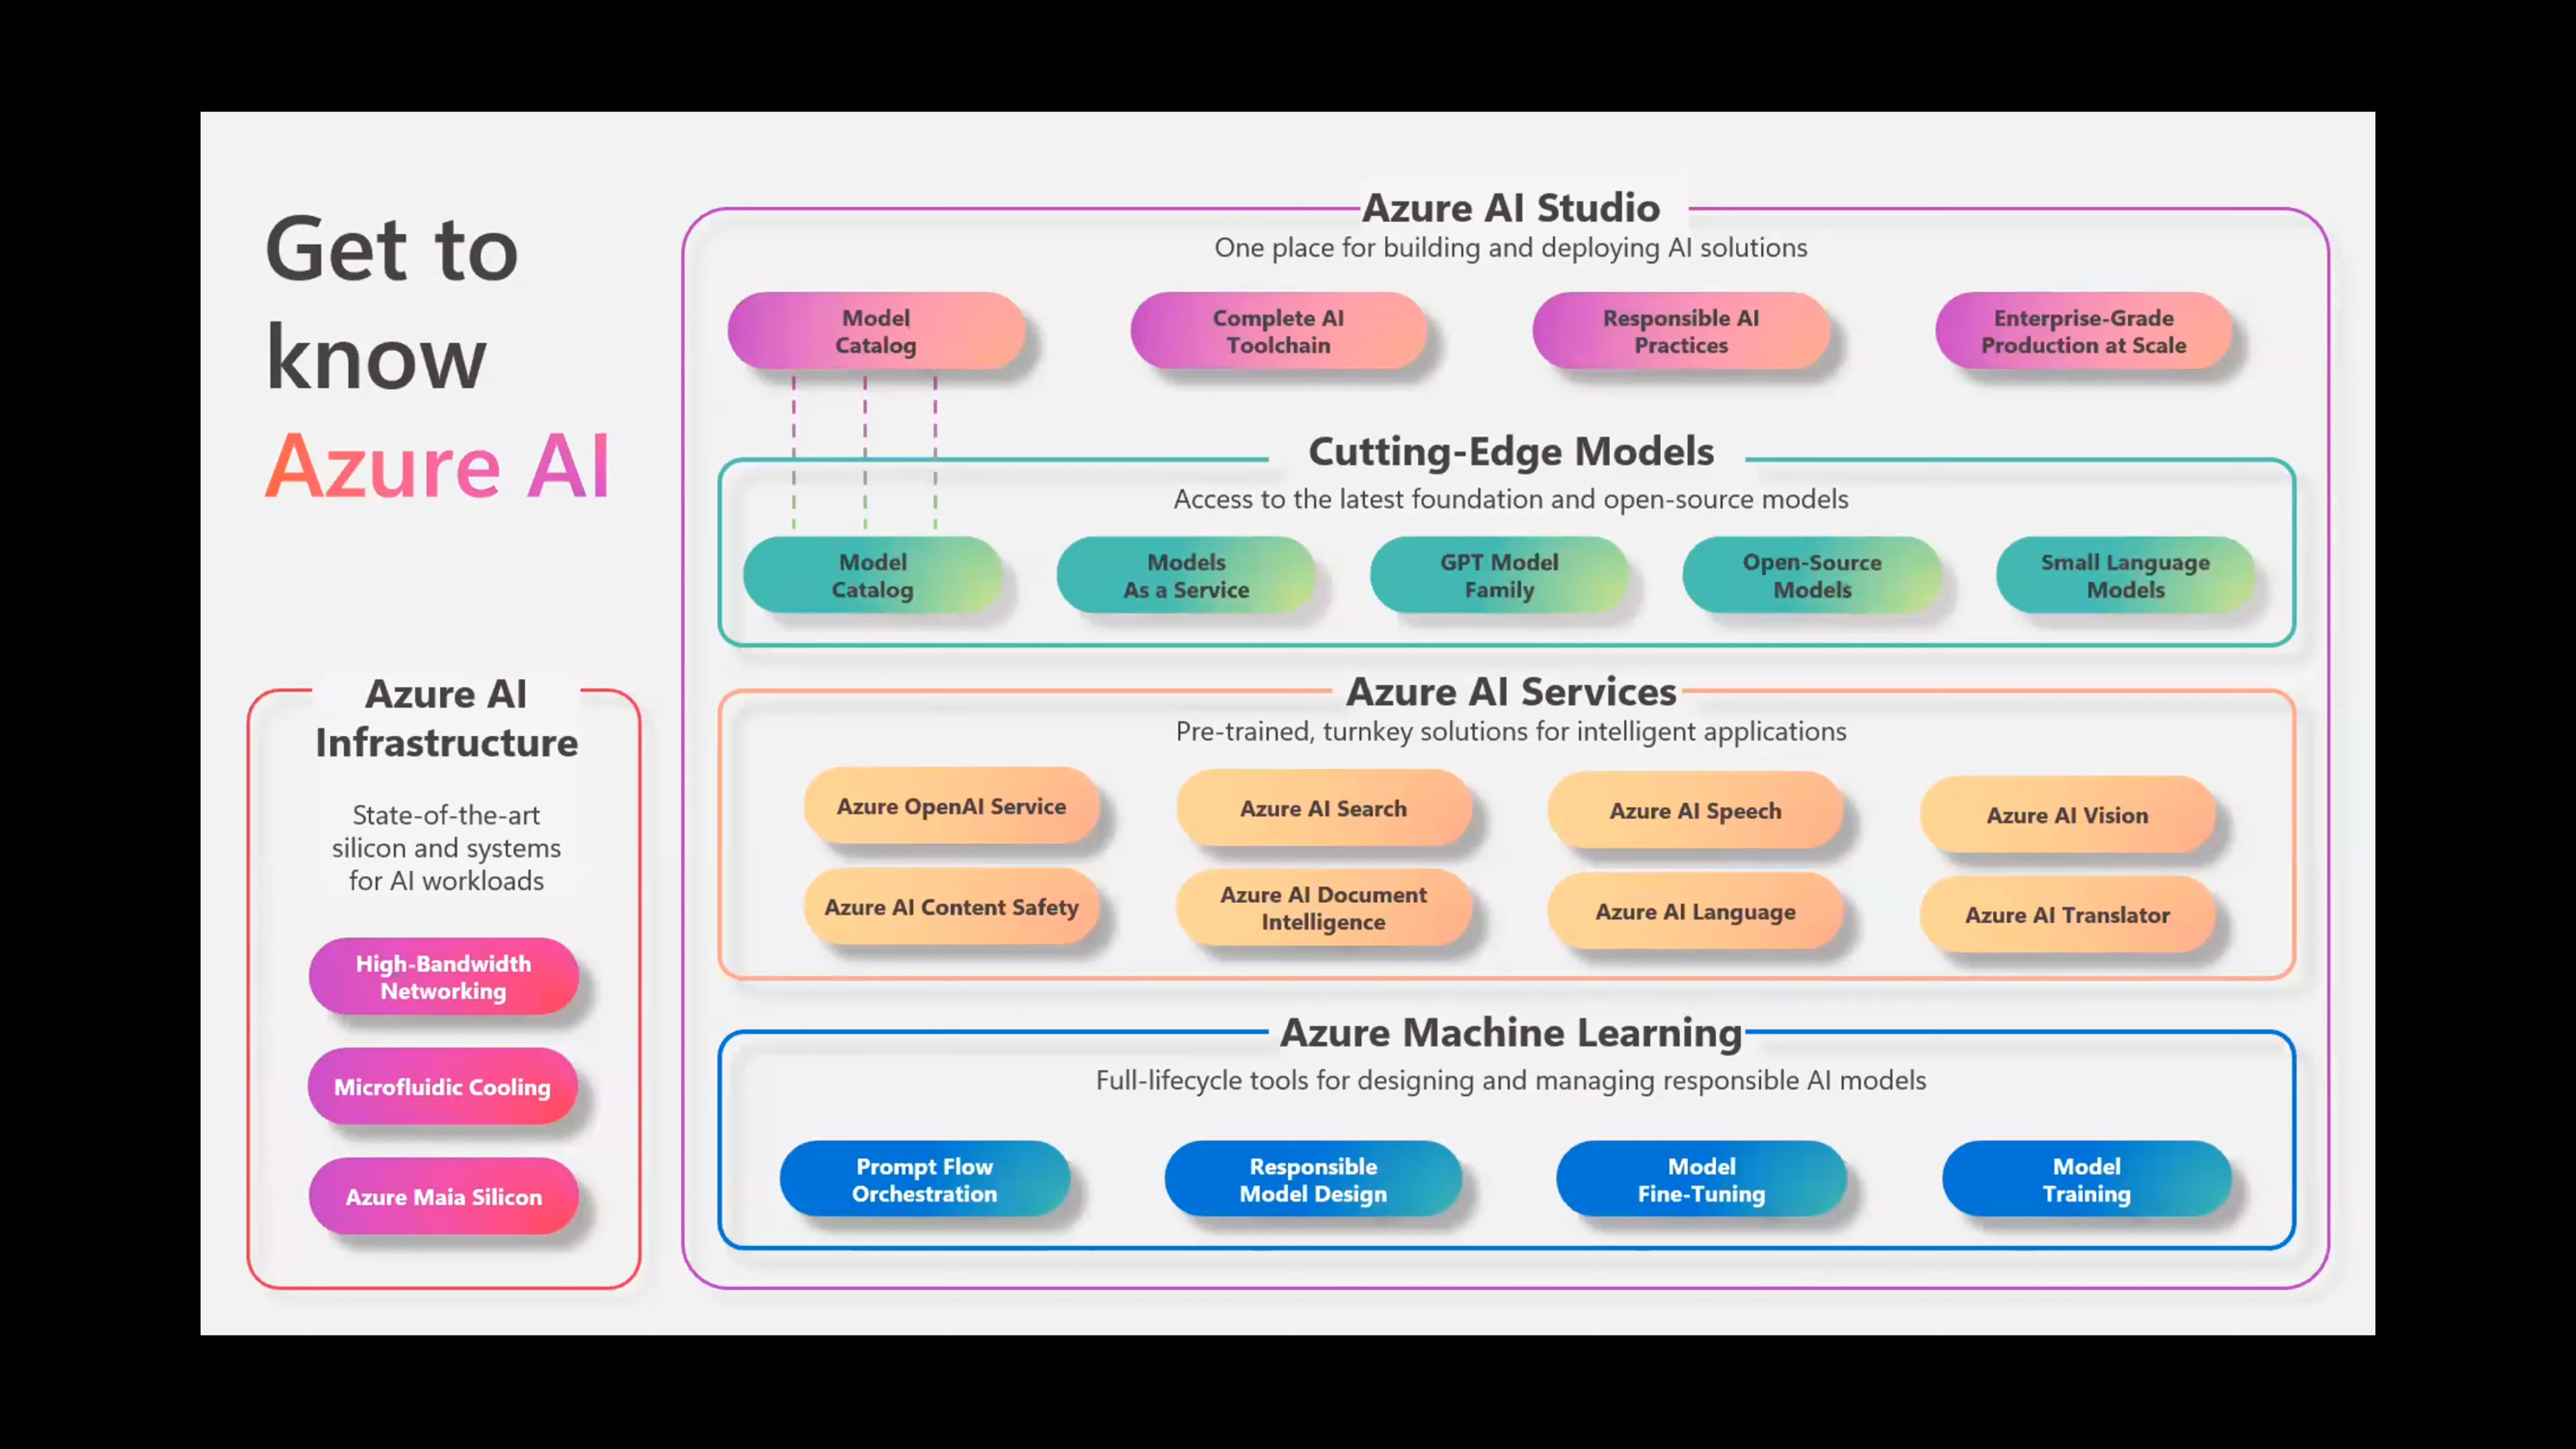 Get to
know
Azure AI
Azure AI
Infrastructure
State-of-the-art
silicon and systems
for AI workloads
High-Bandwidth
Networking
Microfluidic Cooling
Azure Maia Silicon
Azure AI Studio
One place for building and deploying AI solutions
Model
Catalog
Complete AI
Toolchain
Responsible AI
Practices
Enterprise-Grade
Production at Scale
Cutting-Edge Models
Access to the latest foundation and open-source models
Model
Catalog
Models
As a Service
GPT Model
Family
Open-Source
Models
Small Language
Models
Azure AI Services
Pre-trained, turnkey solutions for intelligent applications
Azure OpenAI Service
Azure AI Search
Azure AI Speech
Azure AI Vision
Azure AI Content Safety
Azure AI Document
Intelligence
Azure AI Language
Azure AI Translator
Azure Machine Learning
Full-lifecycle tools for designing and managing responsible AI models
Prompt Flow
Orchestration
Responsible
Model Design
Model
Fine-Tuning
Model
Training